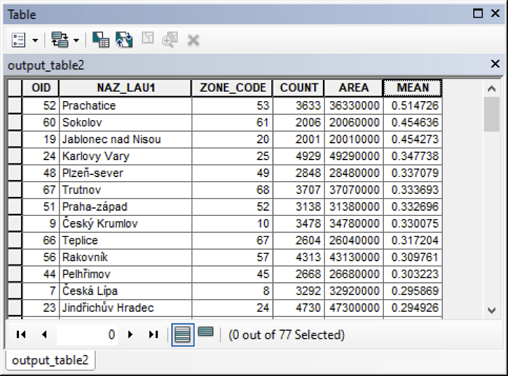 Table
output_table2
OID NAZ_LAU1 ZONE_CODE COUNT AREA MEAN
52 Prachatice 53 3633 36330000 0.514726
60 Sokolov 61 2006 20060000 0.454636
19 Jablonec nad Nisou 20 2001 20010000 0.454273
24 Karlovy Vary 25 4929 49290000 0.347738
48 Plzeň-sever 49 2848 28480000 0.337079
67 Trutnov 68 3707 37070000 0.333693
51 Praha-západ 52 3138 31380000 0.332696
9 Český Krumlov 10 3478 34780000 0.330075
66 Teplice 67 2604 26040000 0.317204
56 Rakovník 57 4313 43130000 0.309761
44 Pelhřimov 45 2668 26680000 0.303223
7 Česká Lípa 8 3292 32920000 0.295869
23 Jindřichův Hradec 24 4730 47300000 0.294926
0 (0 out of 77 Selected)
output_table2